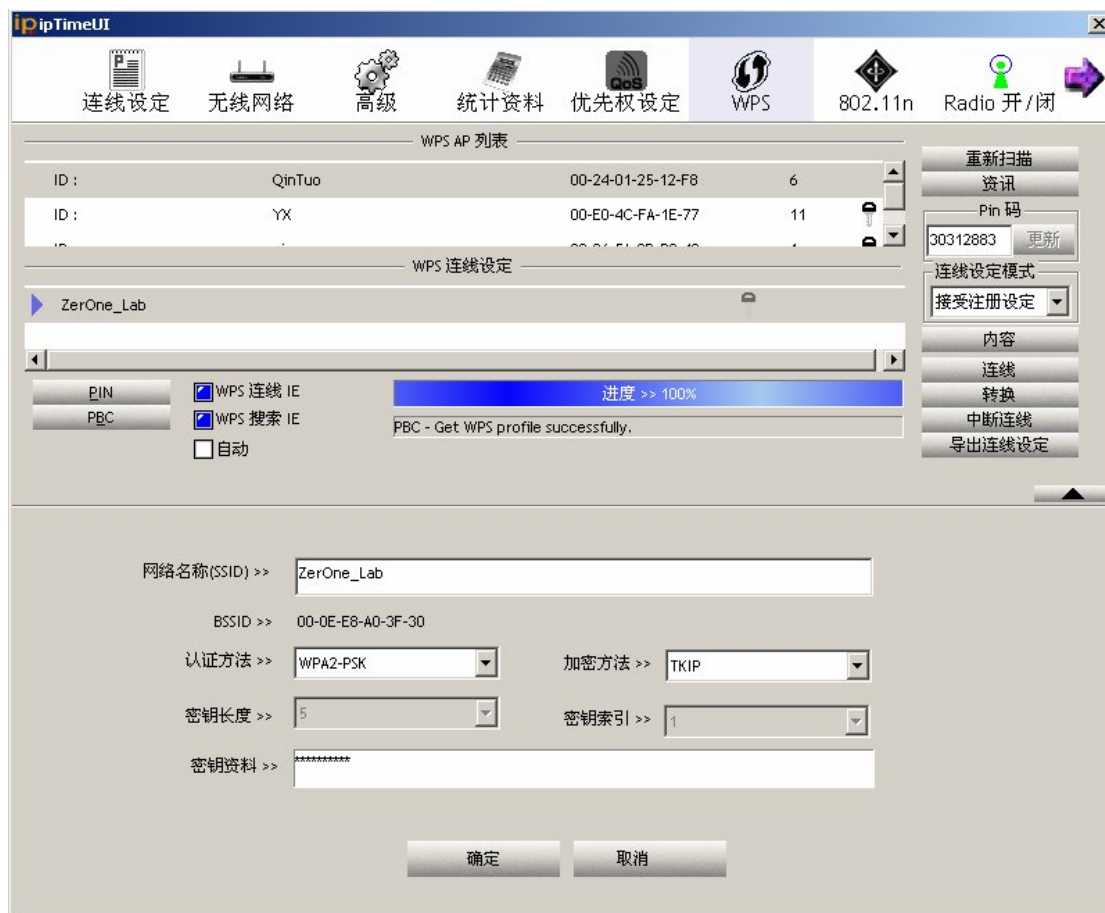 ip ipTimeUI
连线设定 无线网络 高级 统计资料 优先权设定 WPS 802.11n Radio 开/闭
QoS
WPS AP 列表
ID : QinTuo 00-24-01-25-12-F8 6
ID : YX 00-E0-4C-FA-1E-77 11
WPS 连线设定
ZerOne_Lab
PIN
PBC
WPS 连线 IE
WPS 搜索 IE
自动
进度 >> 100%
PBC - Get WPS profile successfully.
重新扫描
资讯
Pin 码
30312883 更新
连线设定模式
接受注册设定
内容
连线
转换
中断连线
导出连线设定
网络名称(SSID) >> ZerOne_Lab
BSSID >> 00-0E-E8-A0-3F-30
认证方法 >> WPA2-PSK 加密方法 >> TKIP
密钥长度 >> 5 密钥索引 >> 1
密钥资料 >> **********
确定 取消